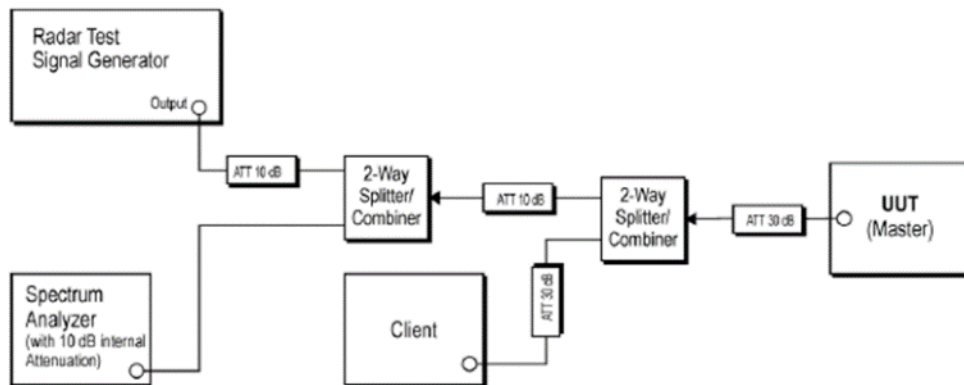 Radar Test
Signal Generator
Output
ATT 10 dB
2-Way
Splitter/
Combiner
ATT 10 dB
2-Way
Splitter/
Combiner
ATT 30 dB
UUT
(Master)
Spectrum
Analyzer
(with 10 dB internal
Attenuation)
Client
ATT 30 dB